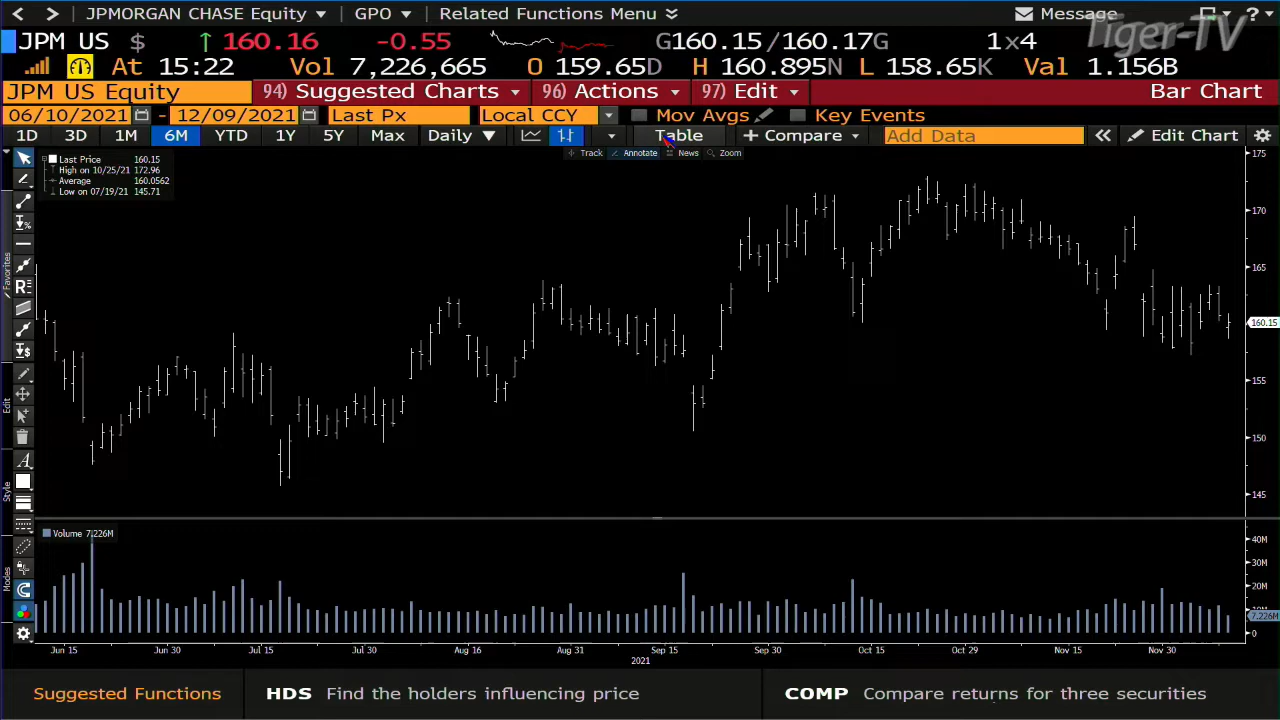 JPMORGAN CHASE Equity GPO Related Functions Menu Message ?
Tiger-TV
JPM US $ 160.16 -0.55 G160.15/160.17G 1x4
At 15:22 Vol 7,226,665 O 159.65D H 160.895N L 158.65K Val 1.156B
JPM US Equity 94) Suggested Charts 96) Actions 97) Edit Bar Chart
06/10/2021 - 12/09/2021 Last Px Local CCY Mov Avgs Key Events
1D 3D 1M 6M YTD 1Y 5Y Max Daily Table + Compare Add Data Edit Chart
Track Annotate News Zoom
Last Price 160.15
High on 10/25/21 172.96
Average 160.0562
Low on 07/19/21 145.71
175
170
165
160.15
155
150
145
Favorites
Edit
Style
Modes
Volume 7.226M
40M
30M
20M
10M
7.226M
0
Jun 15 Jun 30 Jul 15 Jul 30 Aug 16 Aug 31 Sep 15 Sep 30 Oct 15 Oct 29 Nov 15 Nov 30
2021
Suggested Functions HDS Find the holders influencing price COMP Compare returns for three securities